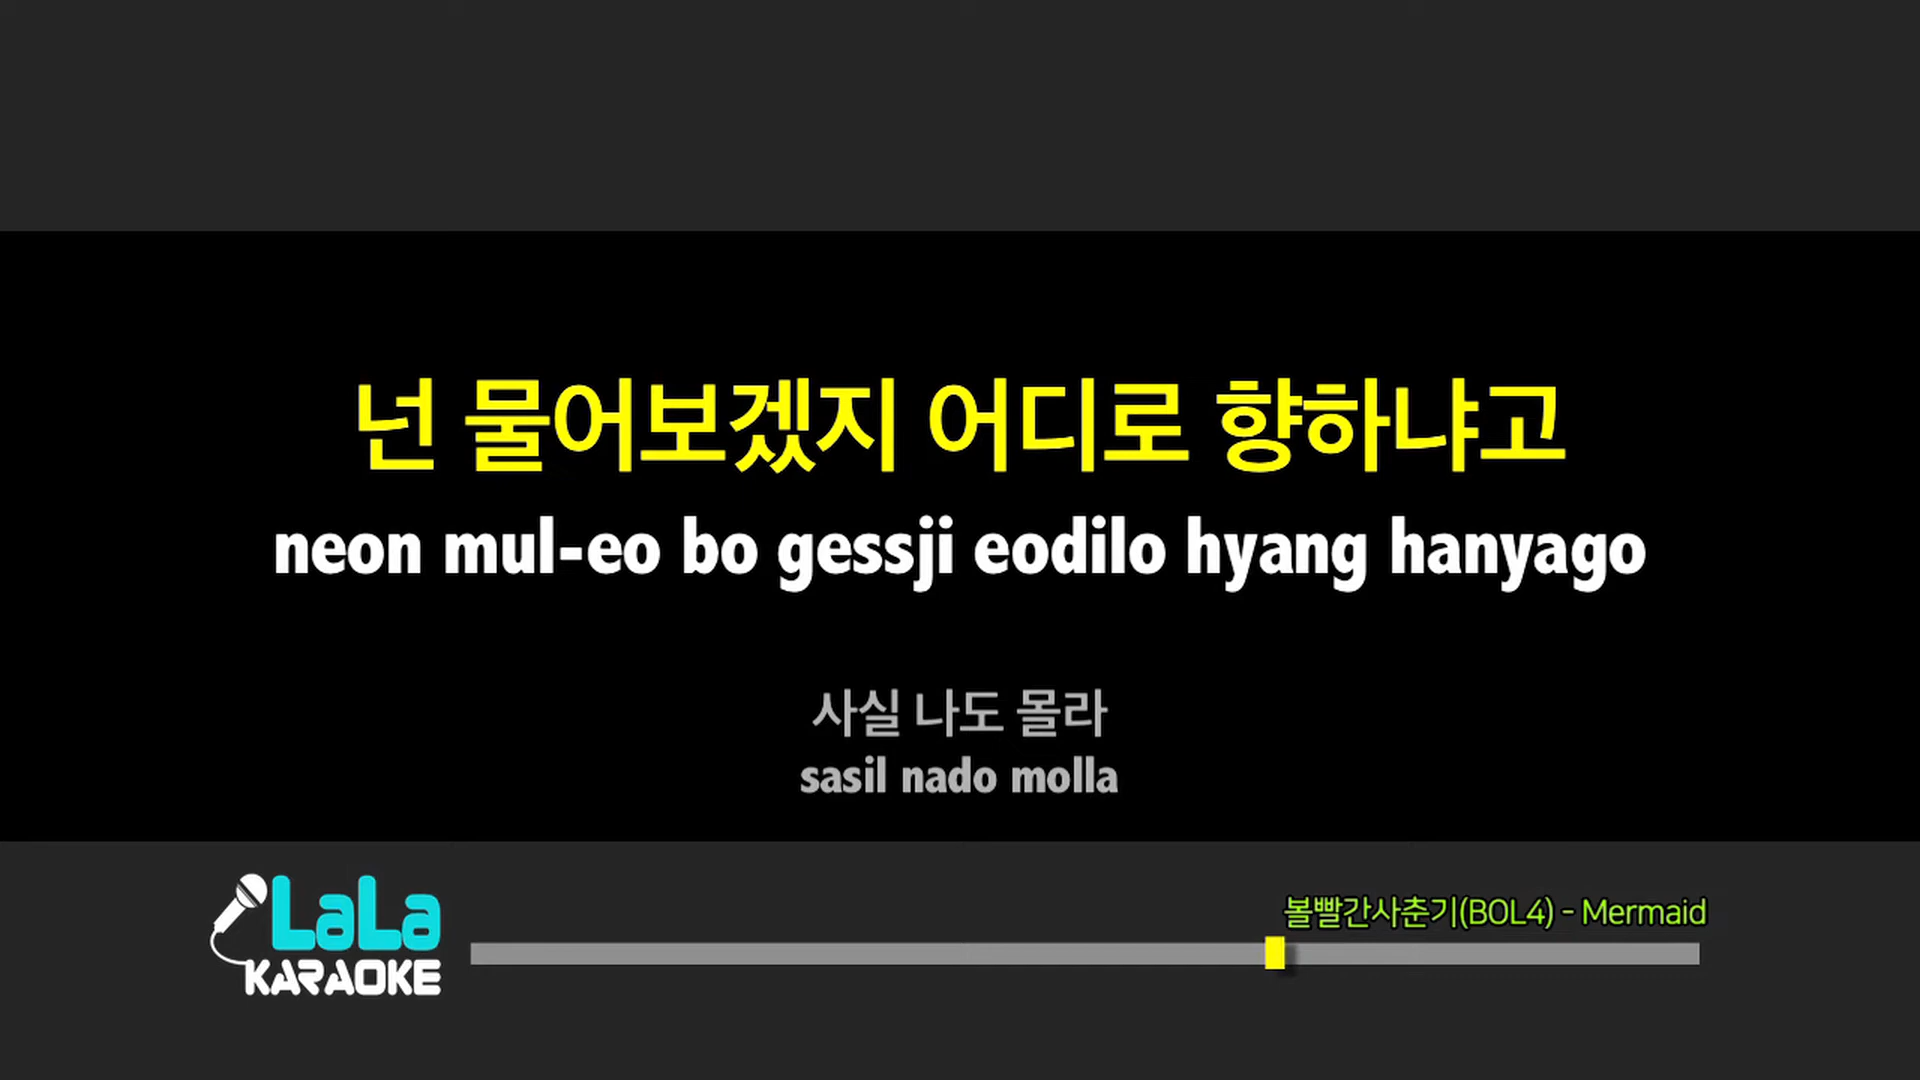 넌 물어보겠지 어디로 향하냐고
neon mul-eo bo gessji eodilo hyang hanyago
사실 나도 몰라
sasil nado molla
LaLa
KARAOKE
볼빨간사춘기(BOL4) - Mermaid